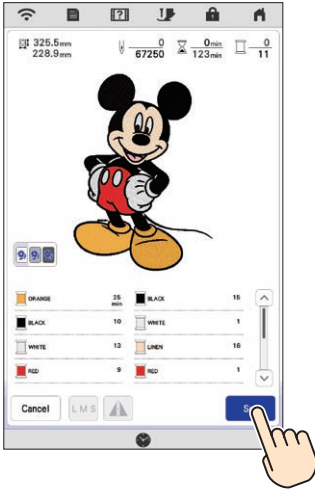 325.5mm
228.9mm
0
67250
0min
123min
0
11
ORANGE 25 min
BLACK 15
BLACK 10
WHITE 1
WHITE 13
LINEN 18
RED 9
RED 1
Cancel
L M S